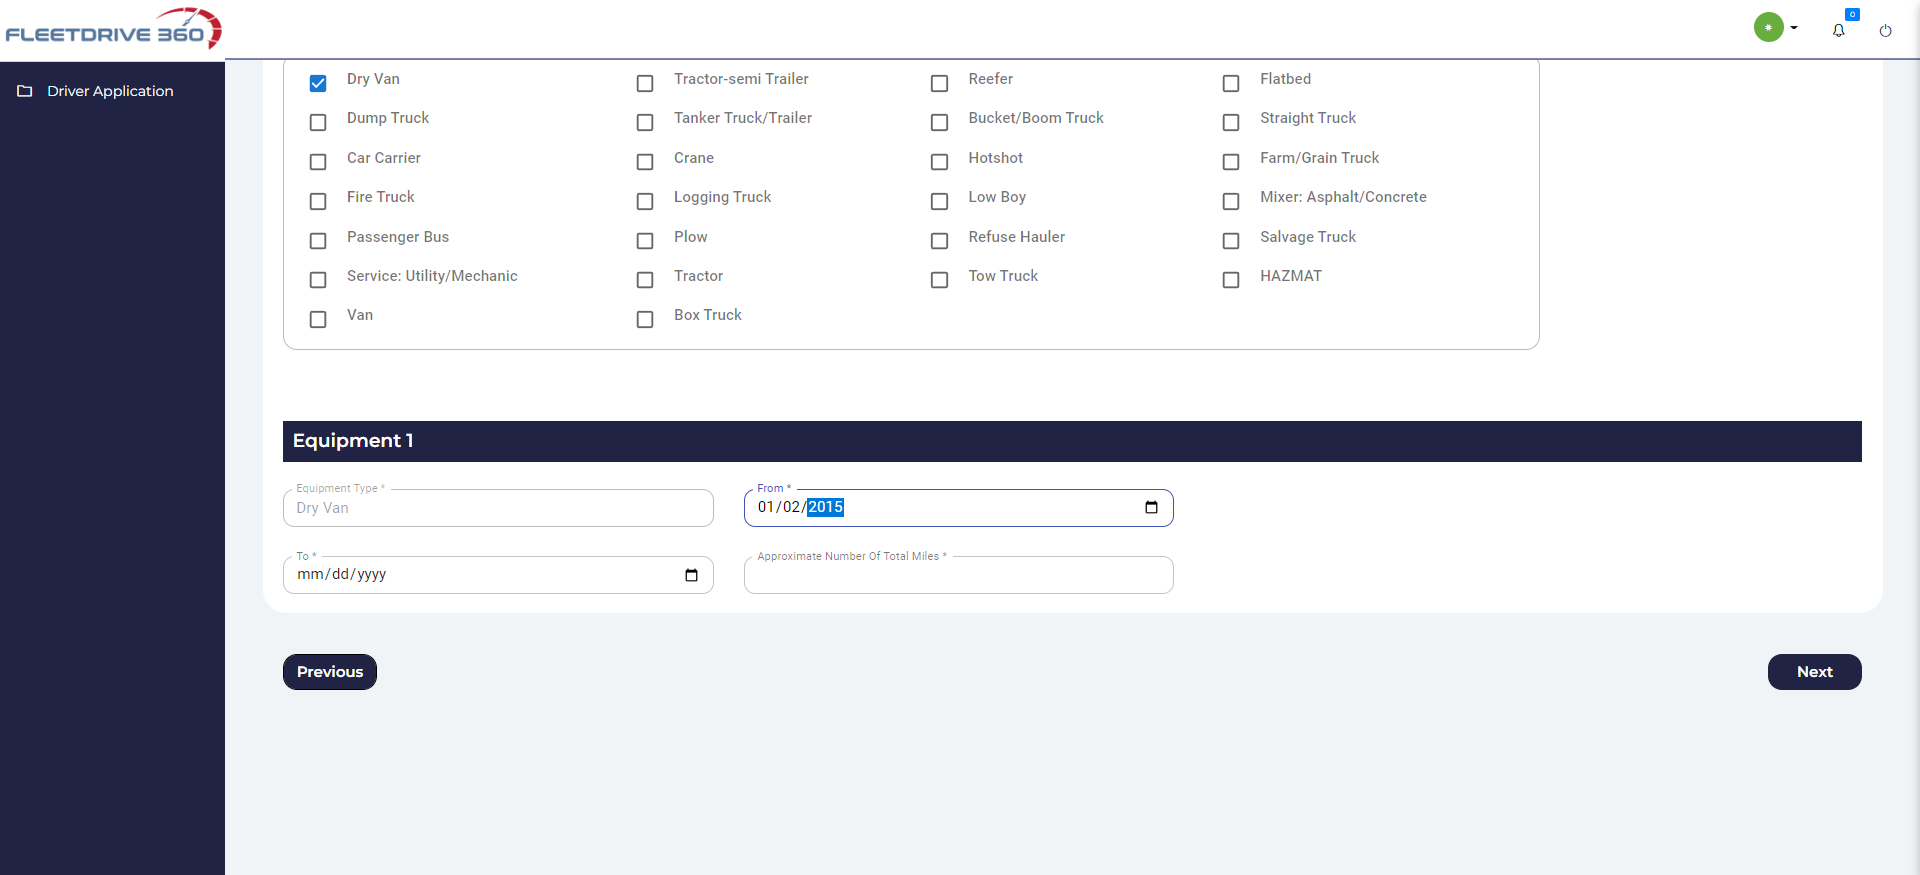 FLEETDRIVE 360
0
Driver Application
Dry Van Tractor-semi Trailer Reefer Flatbed
Dump Truck Tanker Truck/Trailer Bucket/Boom Truck Straight Truck
Car Carrier Crane Hotshot Farm/Grain Truck
Fire Truck Logging Truck Low Boy Mixer: Asphalt/Concrete
Passenger Bus Plow Refuse Hauler Salvage Truck
Service: Utility/Mechanic Tractor Tow Truck HAZMAT
Van Box Truck
Equipment 1
Equipment Type * From *
Dry Van 01/02/2015
To * Approximate Number Of Total Miles *
mm/dd/yyyy
Previous Next